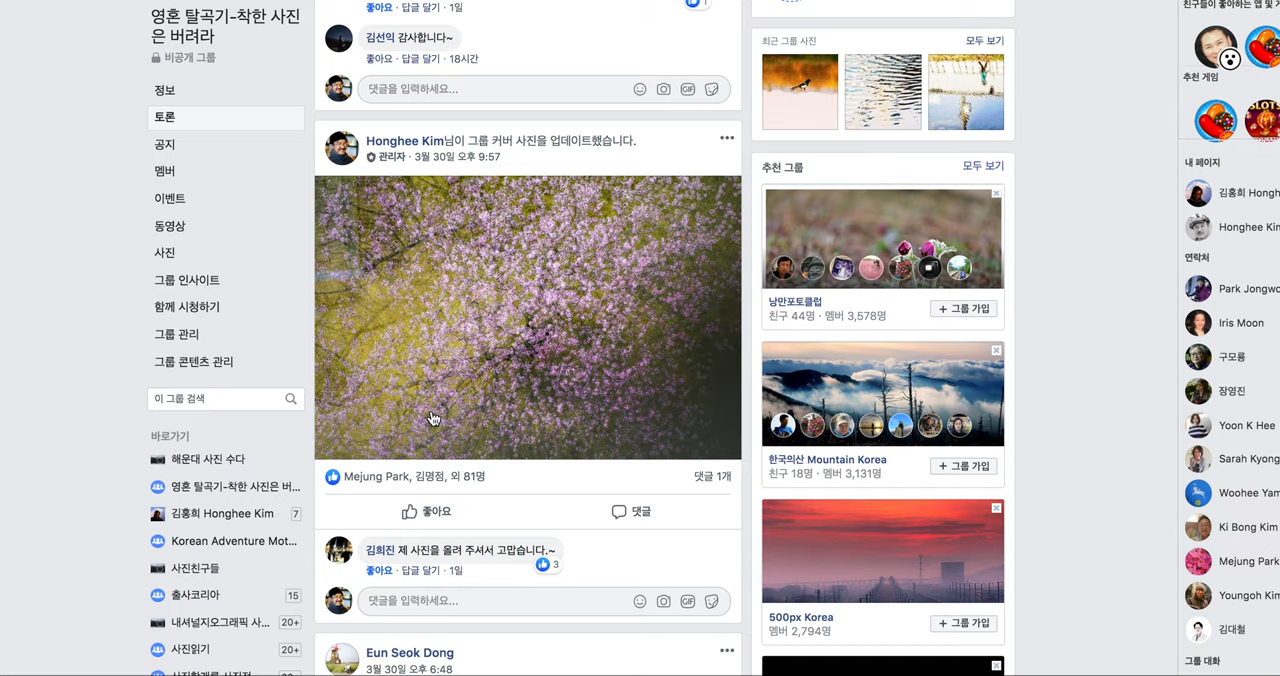 영혼 탈곡기-착한 사진
은 버려라
비공개 그룹
정보
토론
공지
멤버
이벤트
동영상
사진
그룹 인사이트
함께 시청하기
그룹 관리
그룹 콘텐츠 관리
이 그룹 검색
바로가기
해운대 사진 수다
영혼 탈곡기-착한 사진은 버...
김홍희 Honghee Kim 7
Korean Adventure Mot...
사진친구들
출사코리아 15
내셔널지오그래픽 사... 20+
사진읽기 20+
좋아요 · 답글 달기 · 1일
1
김선익 감사합니다~
좋아요 · 답글 달기 · 18시간
댓글을 입력하세요...
GIF
Honghee Kim님이 그룹 커버 사진을 업데이트했습니다.
관리자 · 3월 30일 오후 9:57
Mejung Park, 김명점, 외 81명
댓글 1개
좋아요
댓글
김희진 제 사진을 올려 주셔서 고맙습니다.~
3
좋아요 · 답글 달기 · 1일
댓글을 입력하세요...
GIF
Eun Seok Dong
3월 30일 오후 6:48
최근 그룹 사진
모두 보기
추천 그룹
모두 보기
낭만포토클럽
친구 44명 · 멤버 3,578명
+ 그룹 가입
한국의산 Mountain Korea
친구 18명 · 멤버 3,131명
+ 그룹 가입
500px Korea
멤버 2,794명
+ 그룹 가입
친구들이 좋아하는 앱 및
추천 게임
SLOTS
내 페이지
김홍희 Hongh
Honghee Kim
연락처
Park Jongwo
Iris Moon
구모룡
장영진
Yoon K Hee
Sarah Kyong
Woohee Yam
Ki Bong Kim
Mejung Park
Youngoh Kim
김대철
그룹 대화